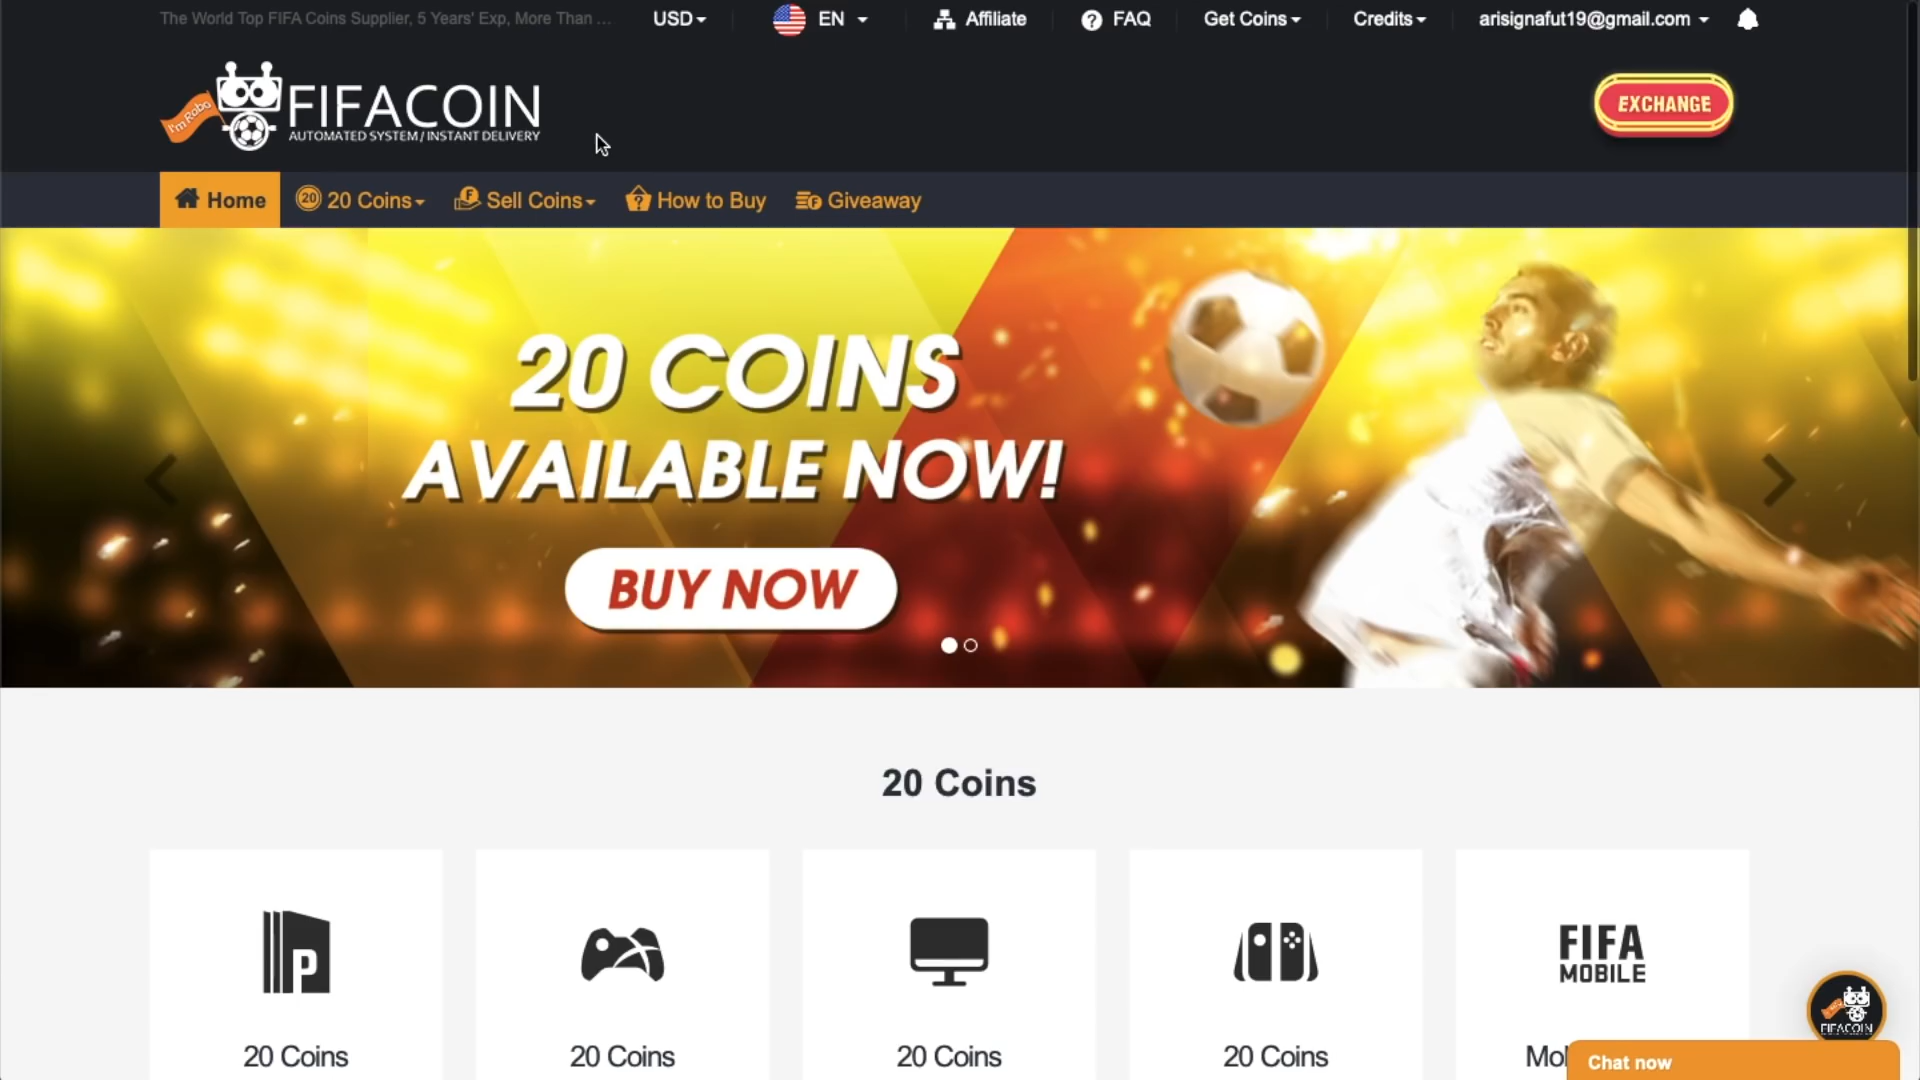 The World Top FIFA Coins Supplier, 5 Years' Exp, More Than ...
USD
EN
Affiliate
FAQ
Get Coins
Credits
arisignafut19@gmail.com
I'm Robo
FIFACOIN
AUTOMATED SYSTEM / INSTANT DELIVERY
EXCHANGE
Home
20
20 Coins
Sell Coins
How to Buy
Giveaway
20 COINS
AVAILABLE NOW!
BUY NOW
20 Coins
P
FIFA
MOBILE
FIFACOIN
20 Coins
20 Coins
20 Coins
20 Coins
Mo
Chat now